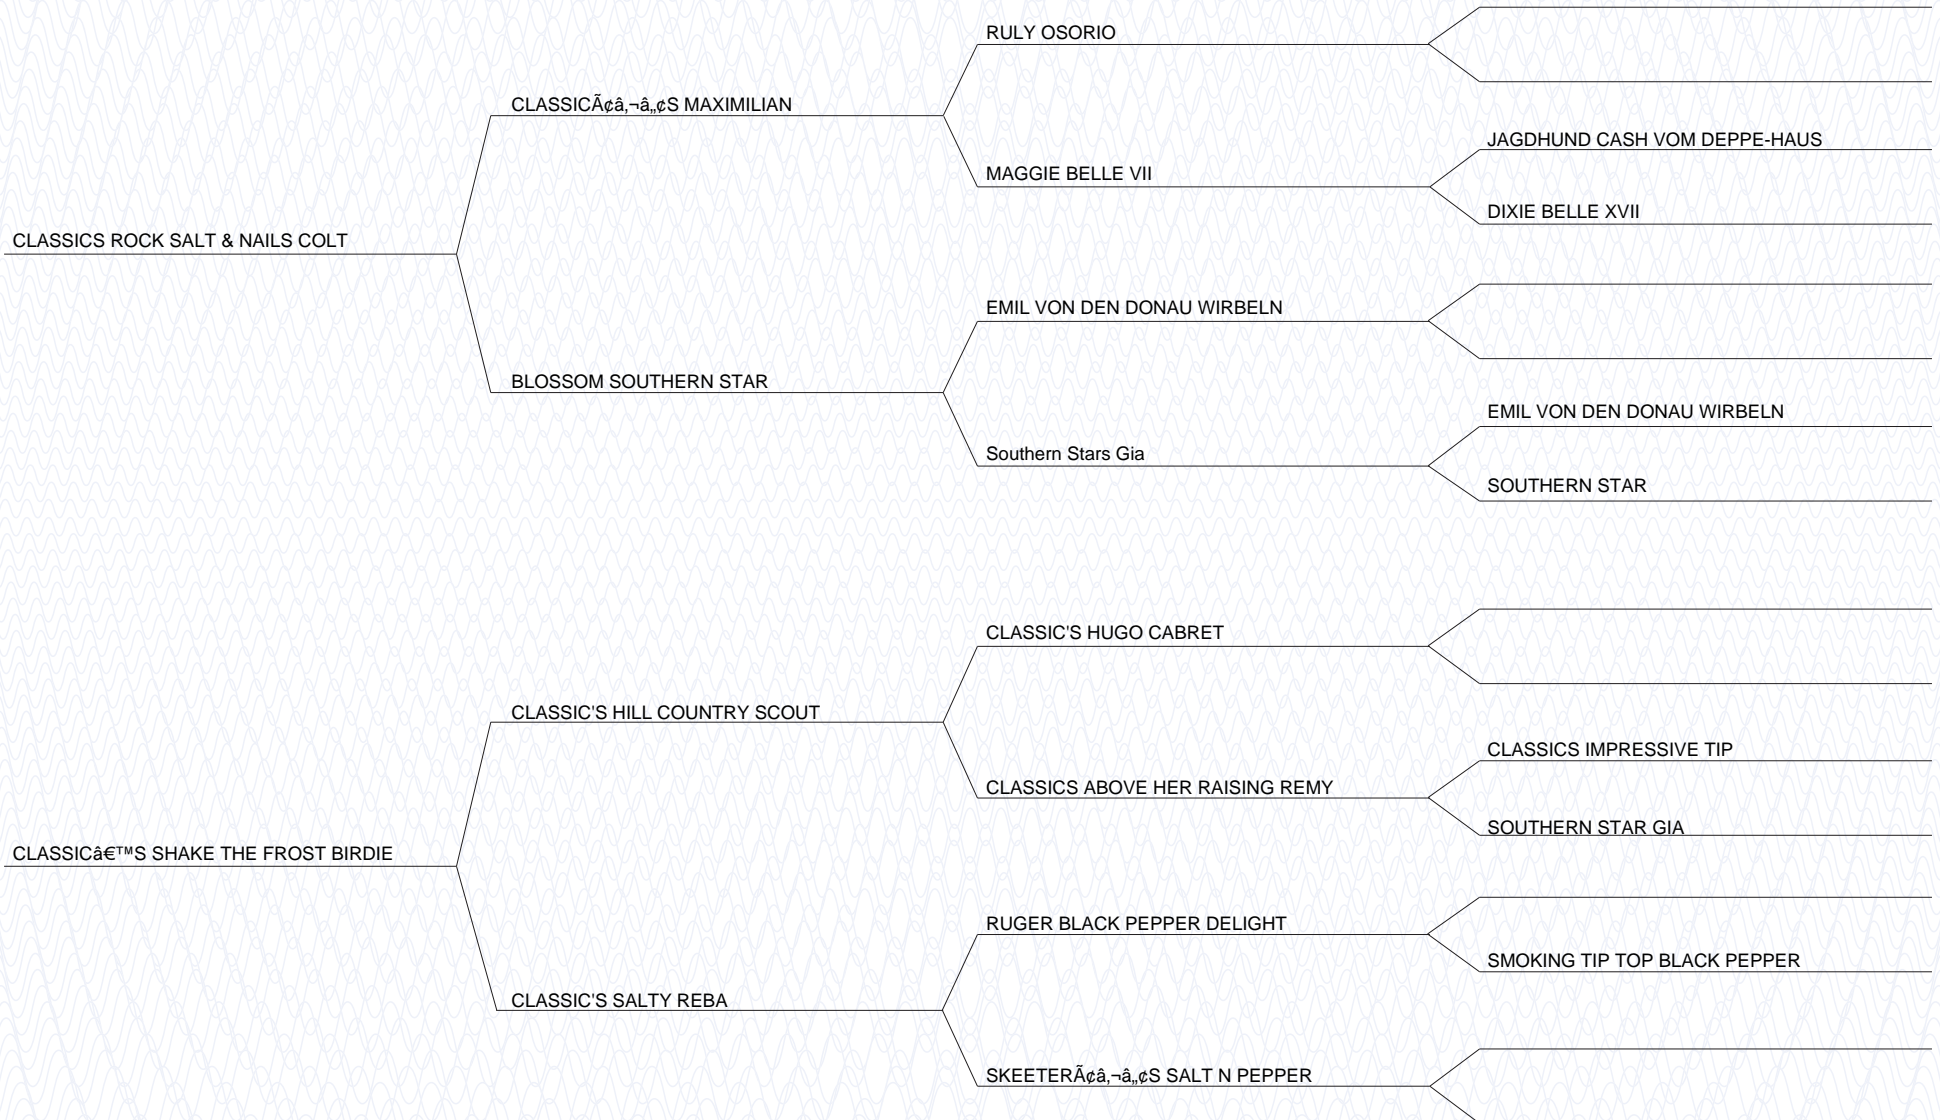 RULY OSORIO
CLASSICÃ¢â‚¬â„¢S MAXIMILIAN
JAGDHUND CASH VOM DEPPE-HAUS
MAGGIE BELLE VII
DIXIE BELLE XVII
CLASSICS ROCK SALT & NAILS COLT
EMIL VON DEN DONAU WIRBELN
BLOSSOM SOUTHERN STAR
EMIL VON DEN DONAU WIRBELN
Southern Stars Gia
SOUTHERN STAR
CLASSIC'S HUGO CABRET
CLASSIC'S HILL COUNTRY SCOUT
CLASSICS IMPRESSIVE TIP
CLASSICS ABOVE HER RAISING REMY
SOUTHERN STAR GIA
CLASSICâ€™S SHAKE THE FROST BIRDIE
RUGER BLACK PEPPER DELIGHT
SMOKING TIP TOP BLACK PEPPER
CLASSIC'S SALTY REBA
SKEETERÃ¢â‚¬â„¢S SALT N PEPPER